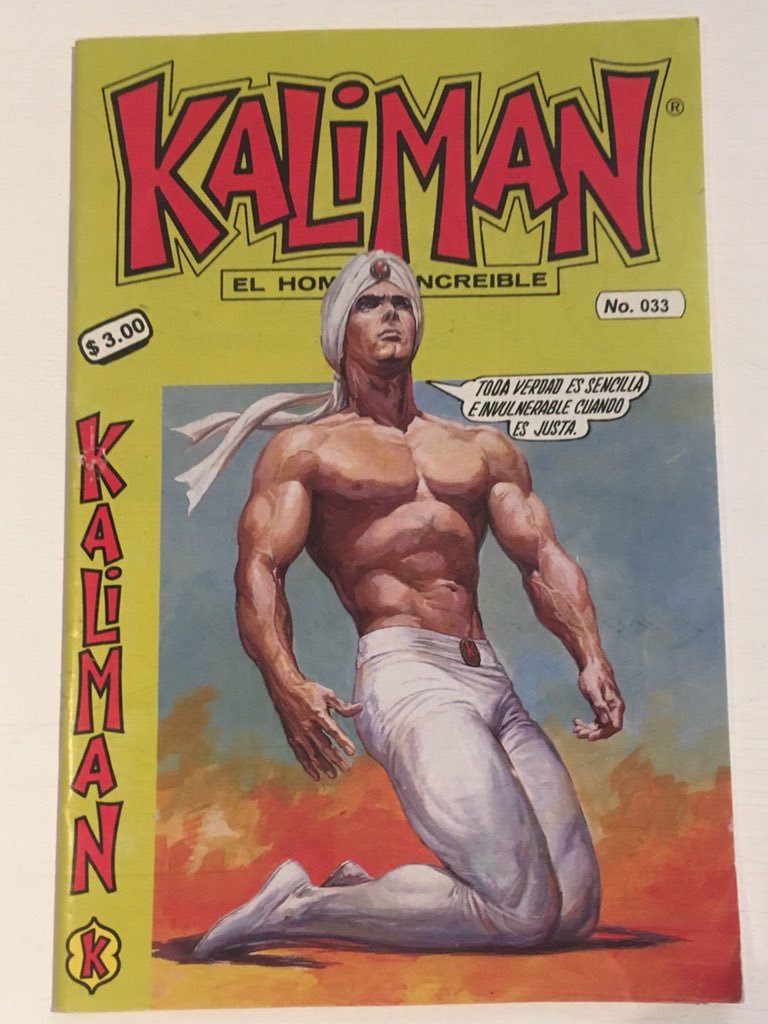 KALiMAN
®
EL HOM NCREIBLE
No. 033
$ 3.00
TODA VERDAD ES SENCILLA
E INVULNERABLE CUANDO
ES JUSTA.
KALiMAN
K